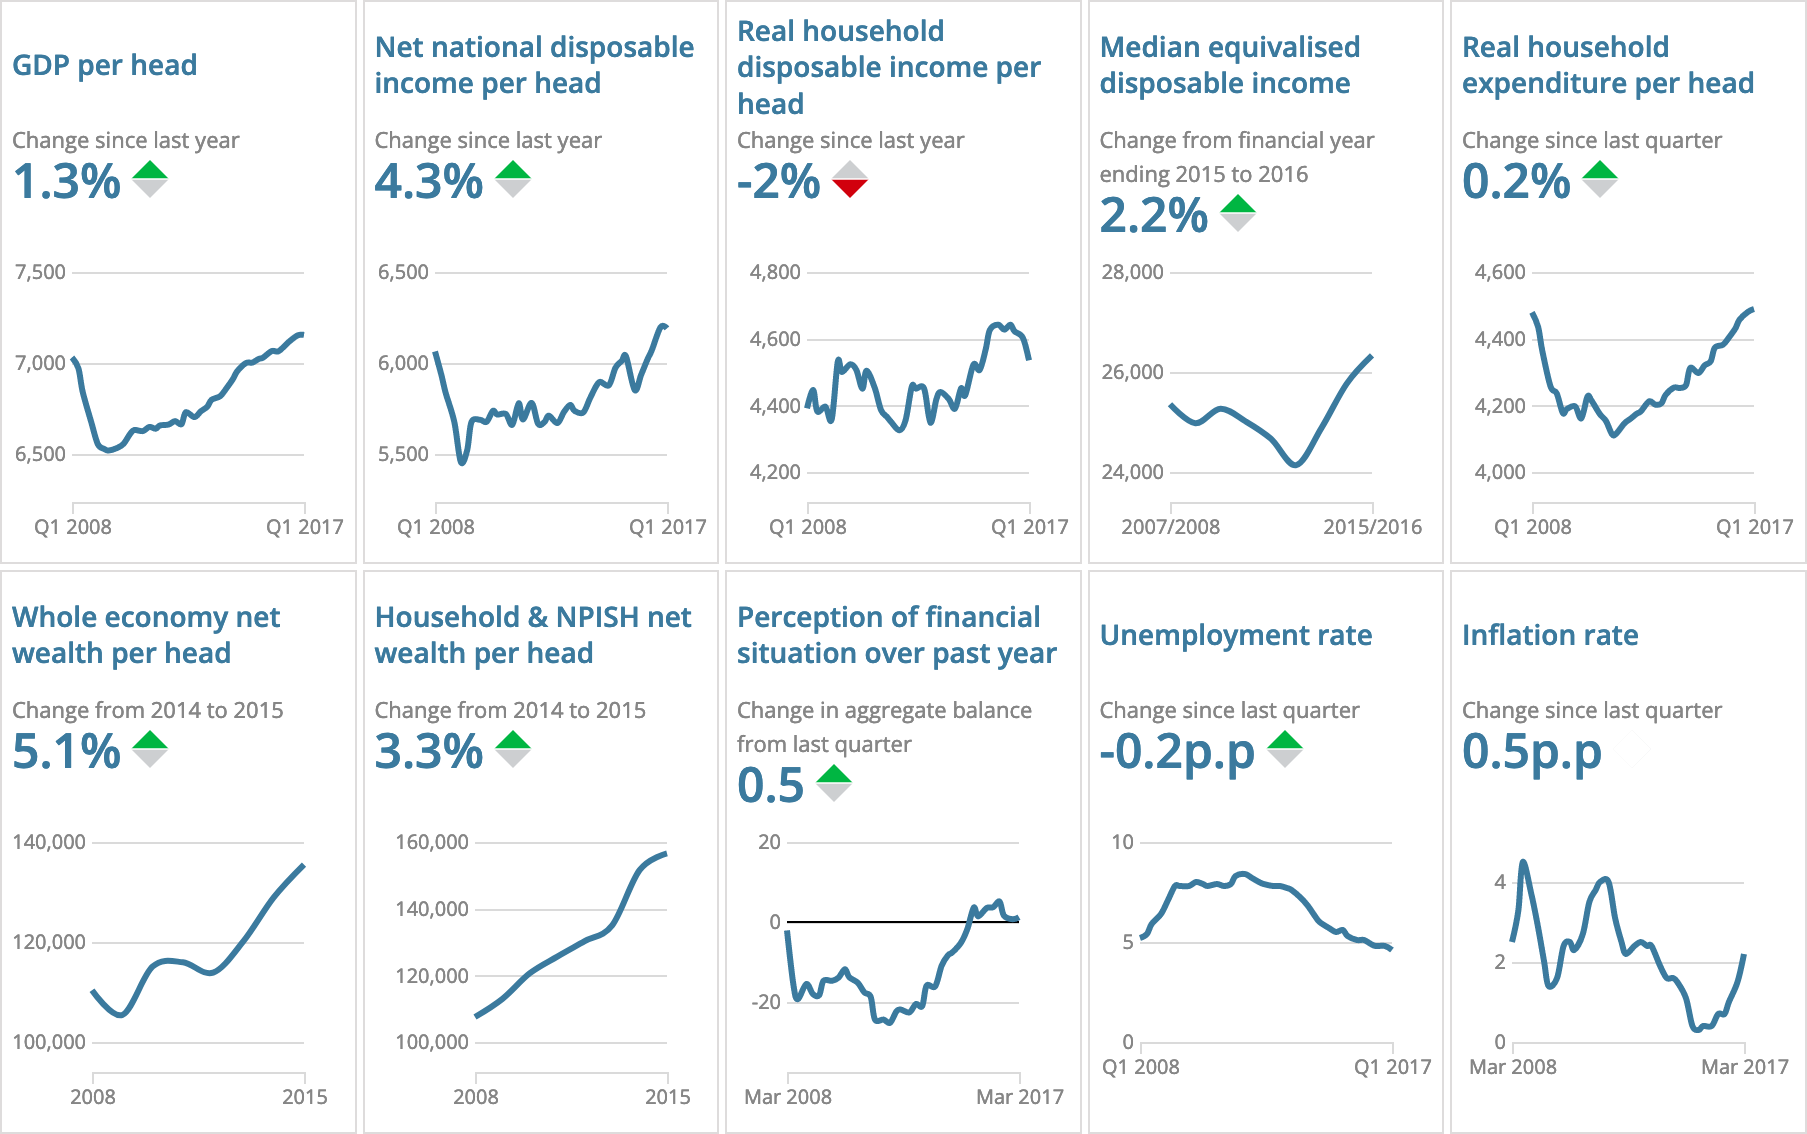 GDP per head
Change since last year
1.3%
7,500
7,000
6,500
Q1 2008
Q1 2017
Net national disposable
income per head
Change since last year
4.3%
6,500
6,000
5,500
Q1 2008
Q1 2017
Real household
disposable income per
head
Change since last year
-2%
4,800
4,600
4,400
4,200
Q1 2008
Q1 2017
Median equivalised
disposable income
Change from financial year
ending 2015 to 2016
2.2%
28,000
26,000
24,000
2007/2008
2015/2016
Real household
expenditure per head
Change since last quarter
0.2%
4,600
4,400
4,200
4,000
Q1 2008
Q1 2017
Whole economy net
wealth per head
Change from 2014 to 2015
5.1%
140,000
120,000
100,000
2008
2015
Household & NPISH net
wealth per head
Change from 2014 to 2015
3.3%
160,000
140,000
120,000
100,000
2008
2015
Perception of financial
situation over past year
Change in aggregate balance
from last quarter
0.5
20
0
-20
Mar 2008
Mar 2017
Unemployment rate
Change since last quarter
-0.2p.p
10
5
0
Q1 2008
Q1 2017
Inflation rate
Change since last quarter
0.5p.p
4
2
0
Mar 2008
Mar 2017